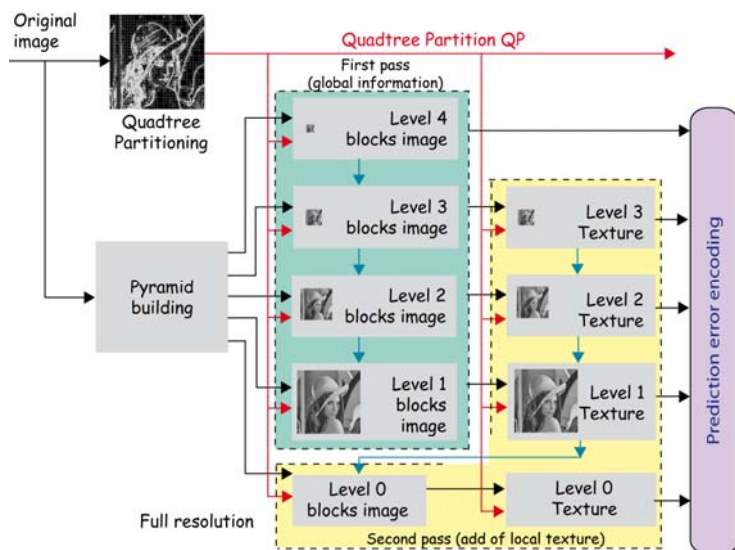 Original
image
Quadtree
Partitioning
Quadtree Partition QP
First pass
(global information)
Level 4
blocks image
Level 3
blocks image
Level 3
Texture
Pyramid
building
Level 2
blocks image
Level 2
Texture
Level 1
blocks
image
Level 1
Texture
Prediction error encoding
Level 0
blocks image
Level 0
Texture
Full resolution
Second pass (add of local texture)